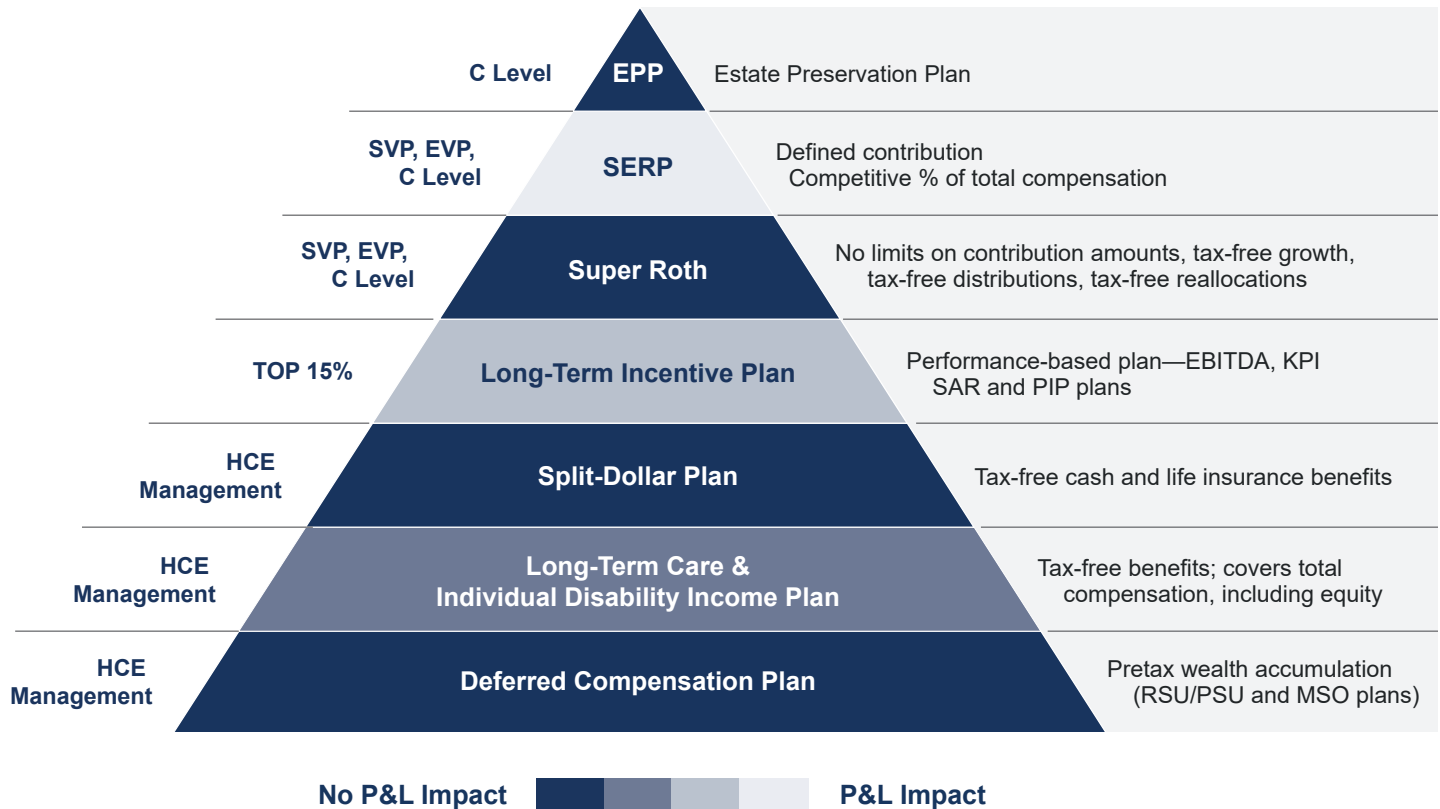 C Level
EPP
Estate Preservation Plan
SVP, EVP,
C Level
SERP
Defined contribution
Competitive % of total compensation
SVP, EVP,
C Level
Super Roth
No limits on contribution amounts, tax-free growth,
tax-free distributions, tax-free reallocations
TOP 15%
Long-Term Incentive Plan
Performance-based plan—EBITDA, KPI
SAR and PIP plans
HCE
Management
Split-Dollar Plan
Tax-free cash and life insurance benefits
HCE
Management
Long-Term Care &
Individual Disability Income Plan
Tax-free benefits; covers total
compensation, including equity
HCE
Management
Deferred Compensation Plan
Pretax wealth accumulation
(RSU/PSU and MSO plans)
No P&L Impact
P&L Impact